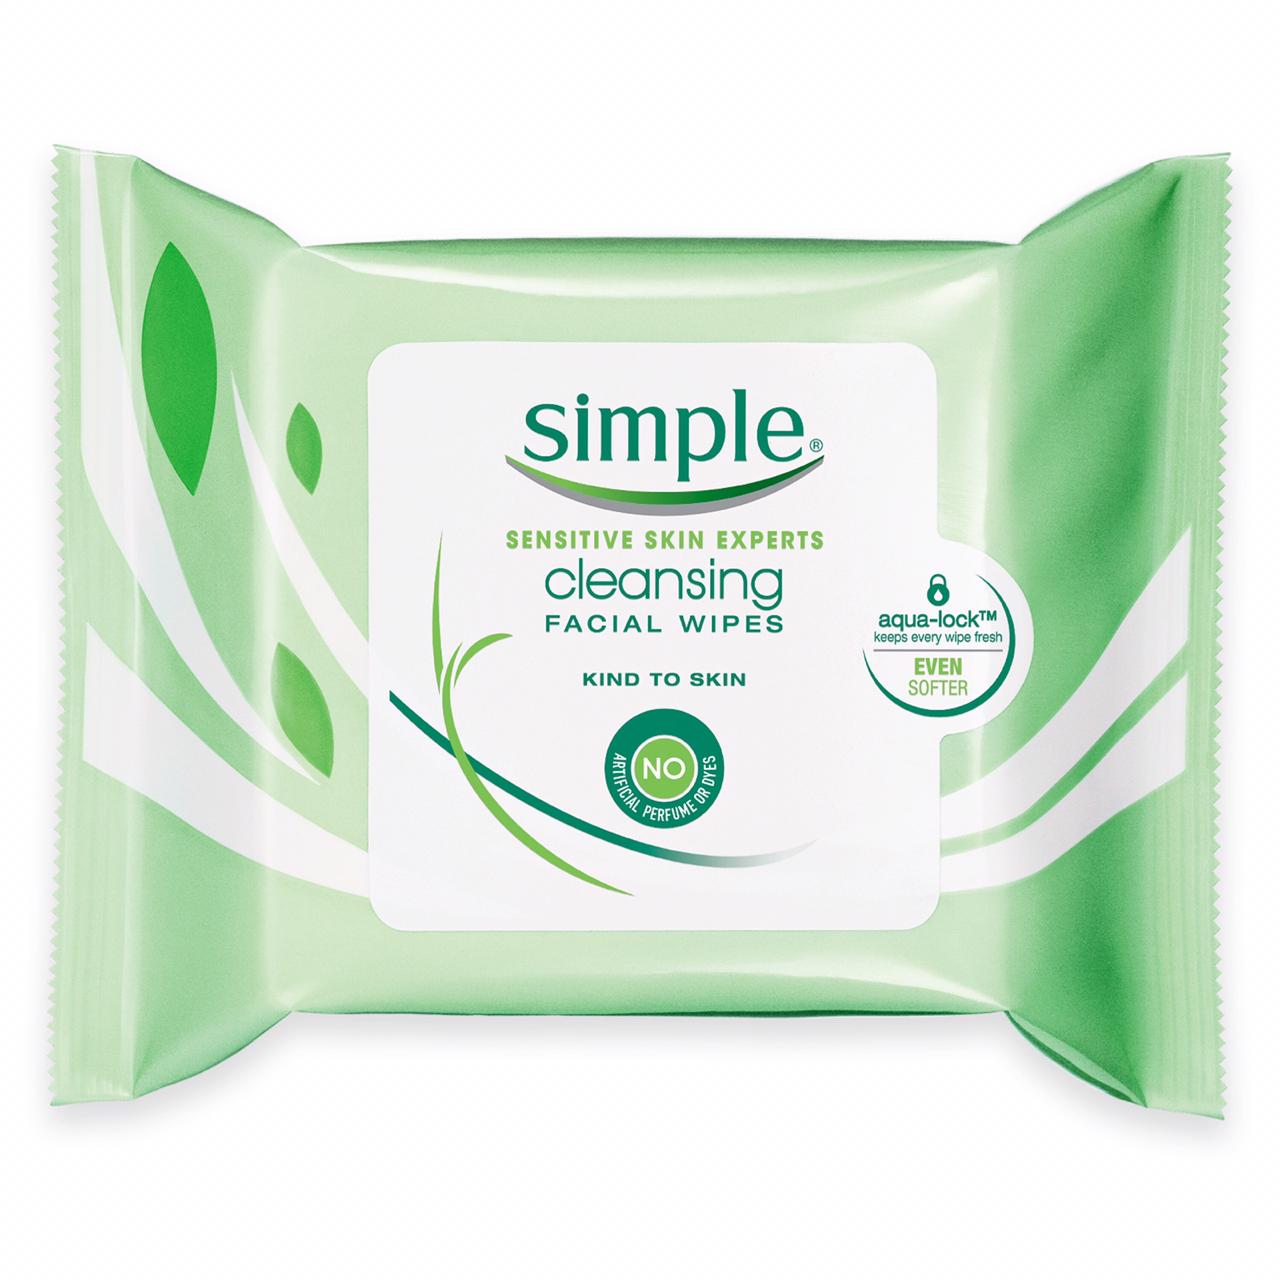 simple®
SENSITIVE SKIN EXPERTS
cleansing
FACIAL WIPES
KIND TO SKIN
NO
ARTIFICIAL PERFUME OR DYES
aqua-lock™
keeps every wipe fresh
EVEN
SOFTER